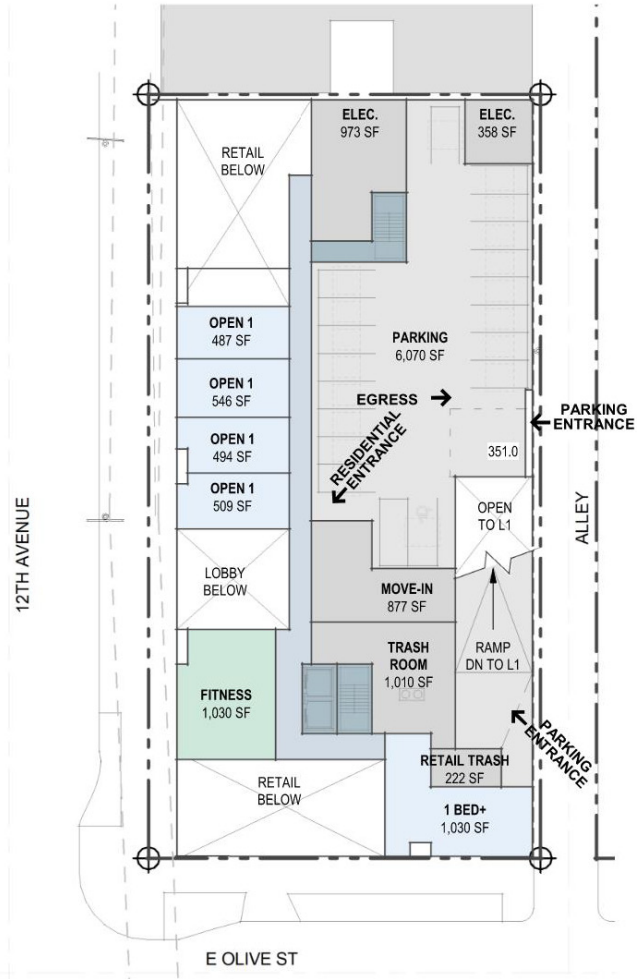 ELEC.
973 SF
ELEC.
358 SF
RETAIL
BELOW
OPEN 1
487 SF
PARKING
6,070 SF
OPEN 1
546 SF
EGRESS
PARKING
ENTRANCE
RESIDENTIAL
ENTRANCE
OPEN 1
494 SF
351.0
OPEN 1
509 SF
OPEN
TO L1
12TH AVENUE
ALLEY
LOBBY
BELOW
MOVE-IN
877 SF
TRASH
ROOM
1,010 SF
RAMP
DN TO L1
FITNESS
1,030 SF
PARKING
ENTRANCE
RETAIL TRASH
222 SF
RETAIL
BELOW
1 BED+
1,030 SF
E OLIVE ST